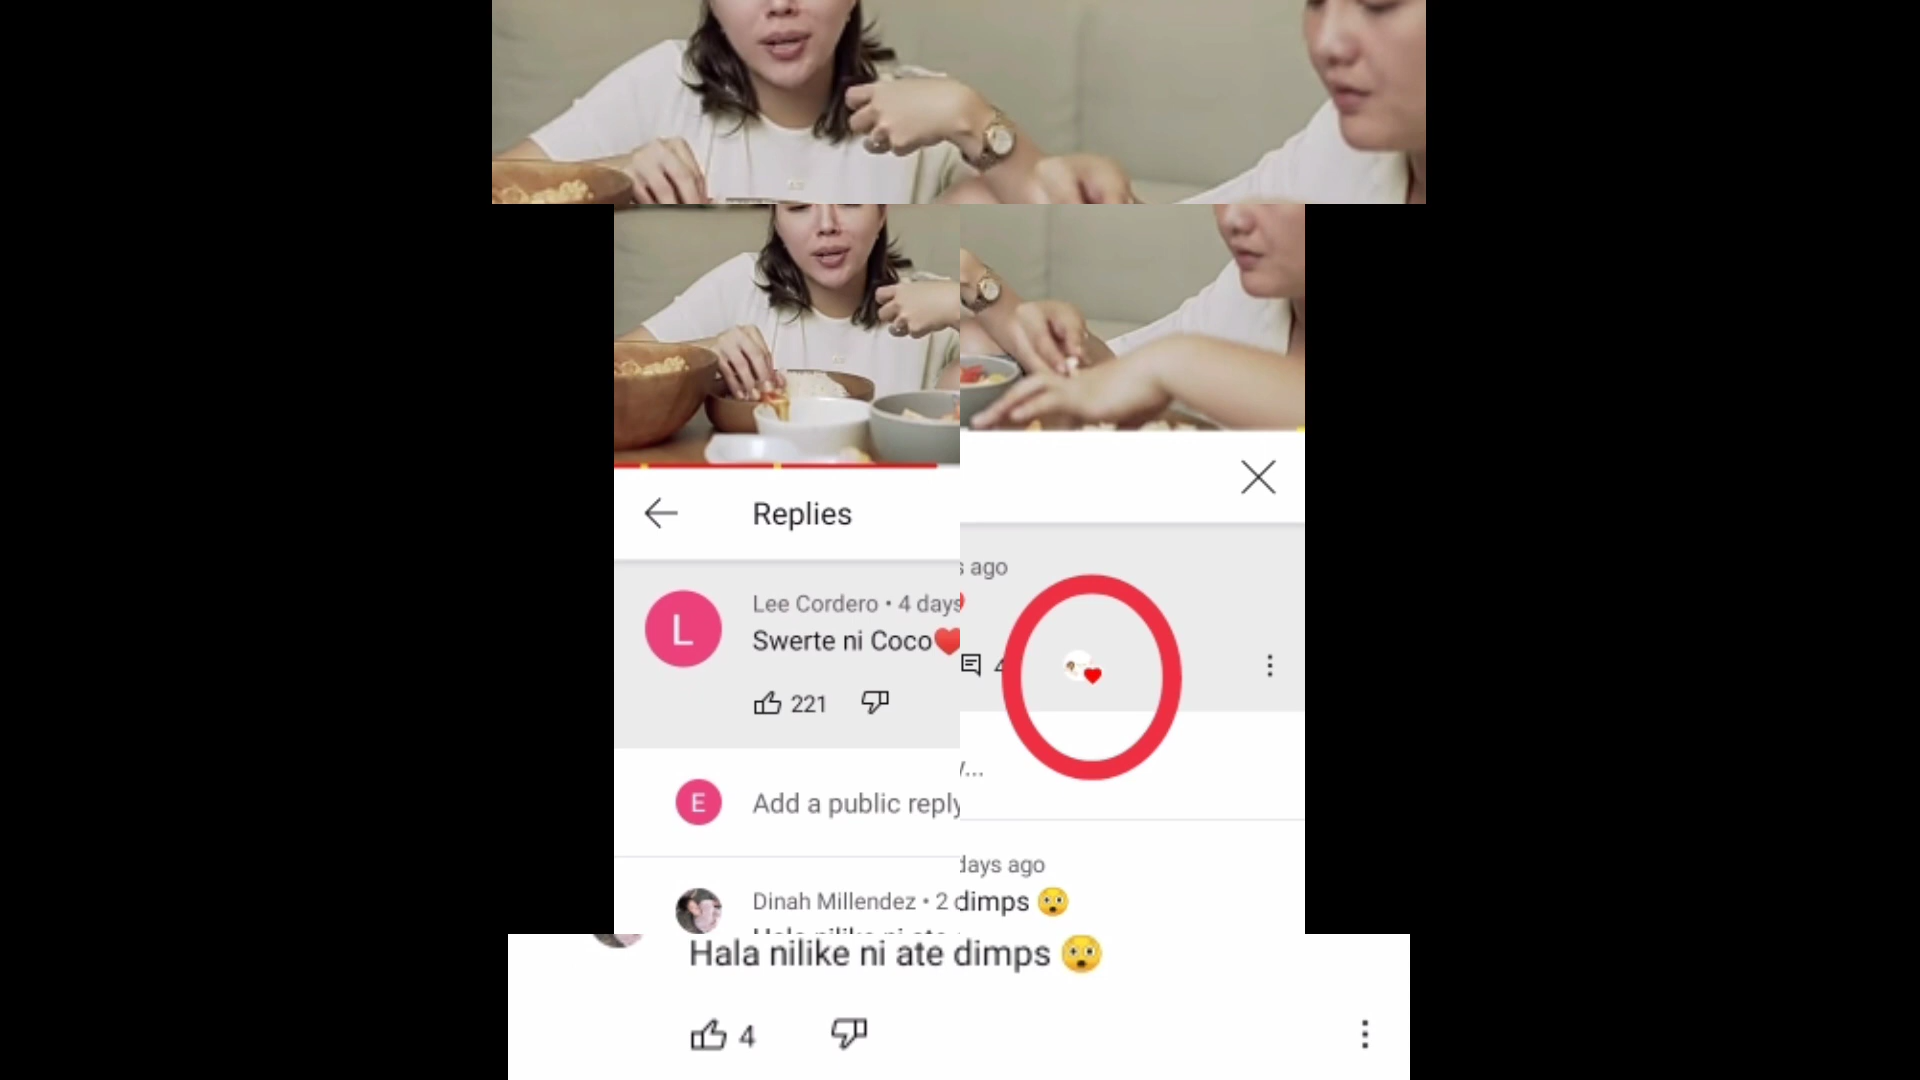 Replies
Lee Cordero • 4 days
s ago
L
Swerte ni Coco❤️
221
4
E
Add a public reply
...
Dinah Millendez • 2
days ago
dimps 😲
Hala nilike ni ate dimps 😲
4